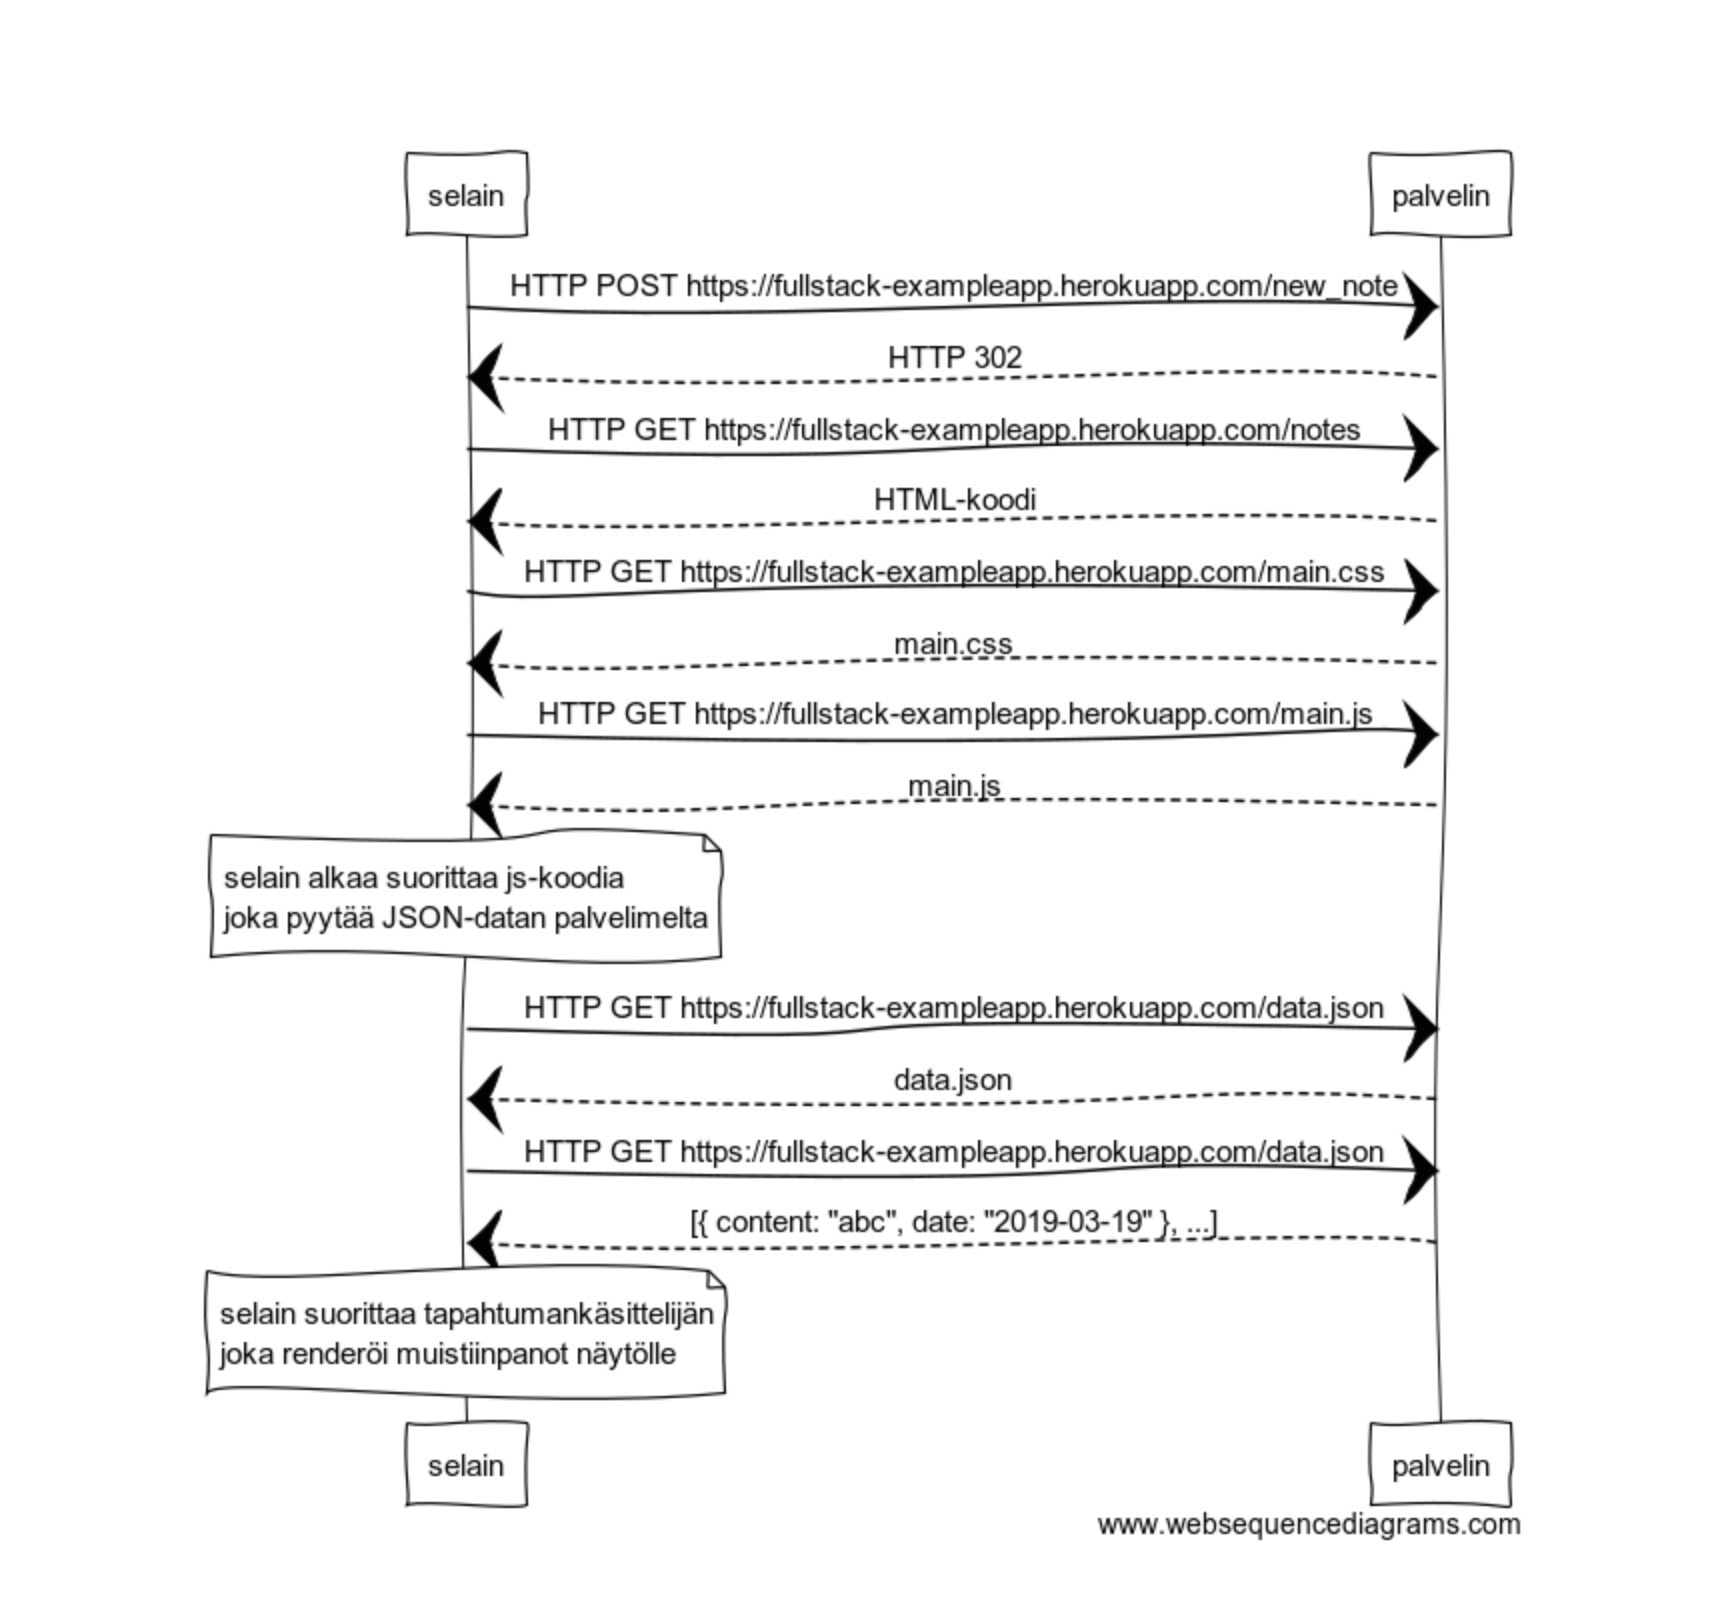 selain
palvelin
HTTP POST https://fullstack-exampleapp.herokuapp.com/new_note
HTTP 302
HTTP GET https://fullstack-exampleapp.herokuapp.com/notes
HTML-koodi
HTTP GET https://fullstack-exampleapp.herokuapp.com/main.css
main.css
HTTP GET https://fullstack-exampleapp.herokuapp.com/main.js
main.js
selain alkaa suorittaa js-koodia
joka pyytää JSON-datan palvelimelta
HTTP GET https://fullstack-exampleapp.herokuapp.com/data.json
data.json
HTTP GET https://fullstack-exampleapp.herokuapp.com/data.json
[{ content: "abc", date: "2019-03-19" }, ...]
selain suorittaa tapahtumankäsittelijän
joka renderöi muistiinpanot näytölle
selain
palvelin
www.websequencediagrams.com